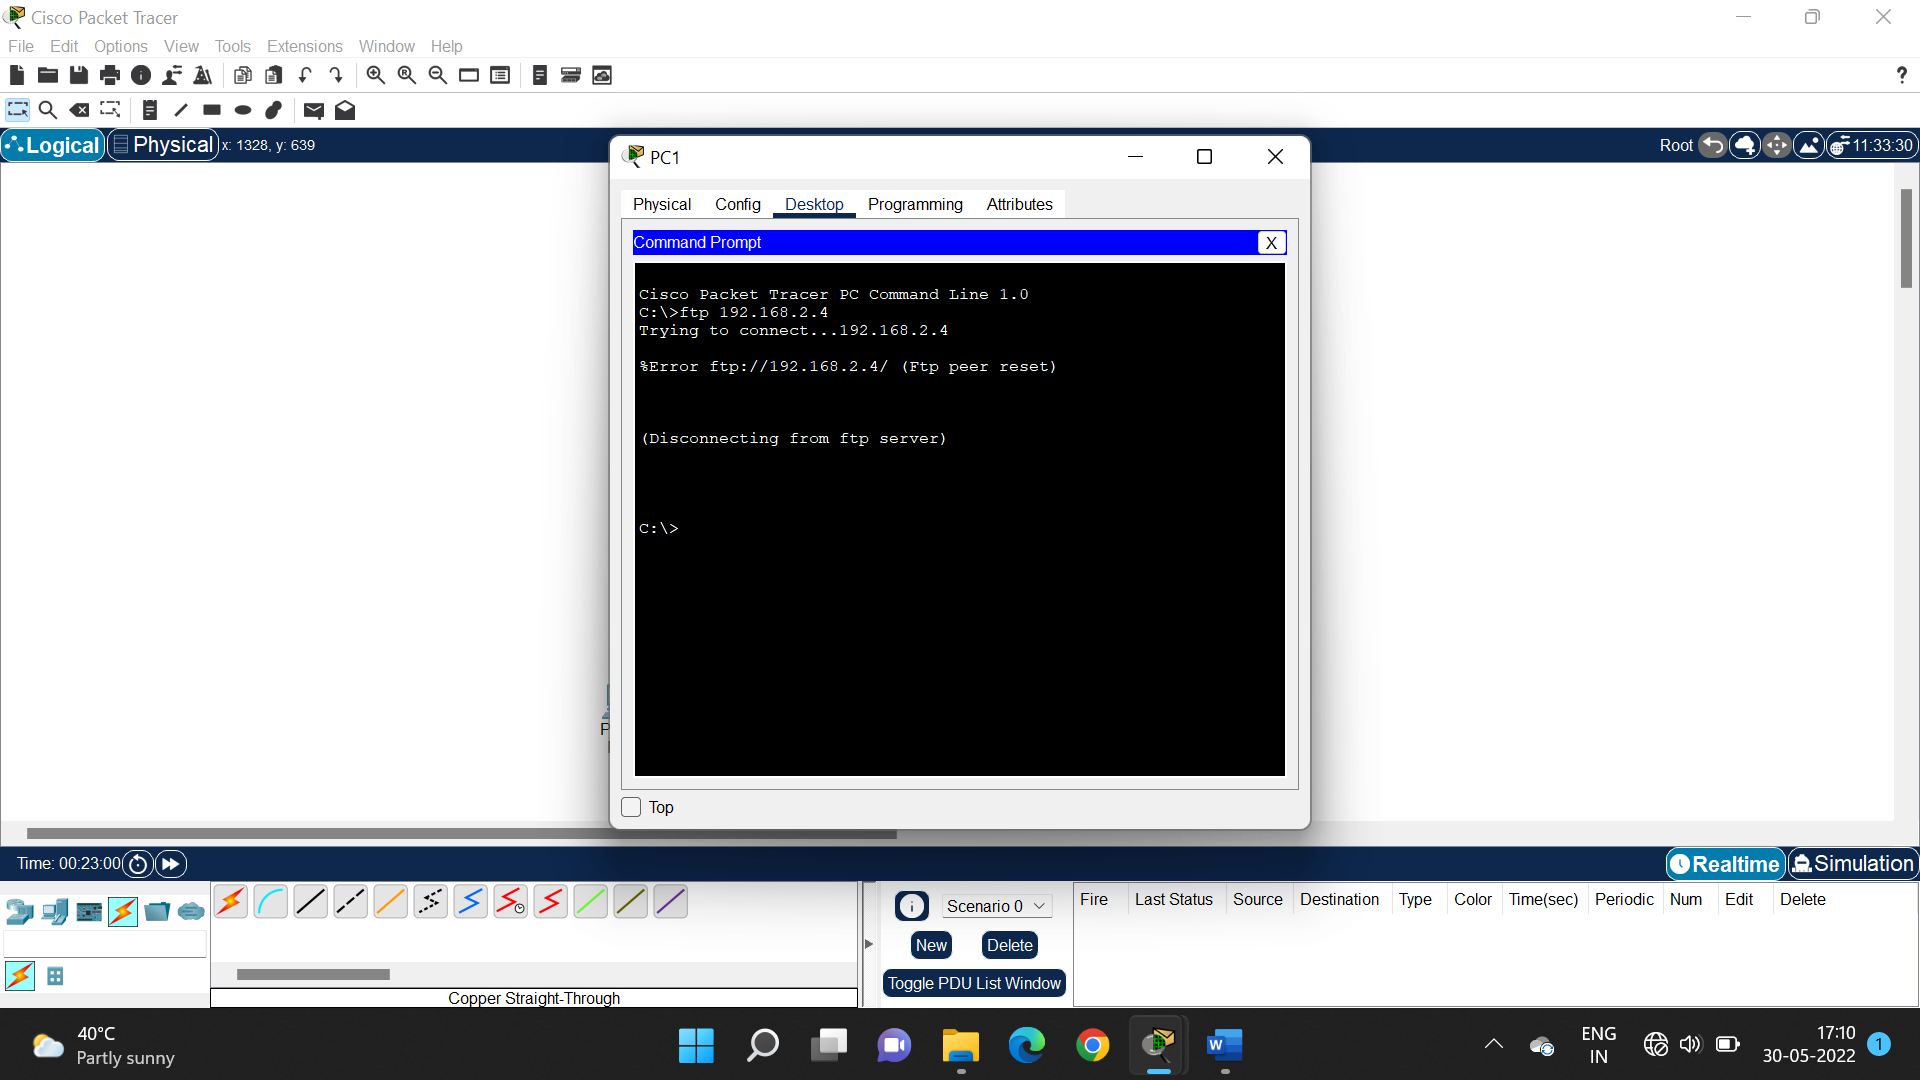 Cisco Packet Tracer
File Edit Options View Tools Extensions Window Help
Logical Physical x: 1328, y: 639 Root 11:33:30
PC1
Physical Config Desktop Programming Attributes
Command Prompt X
Cisco Packet Tracer PC Command Line 1.0
C:\>ftp 192.168.2.4
Trying to connect...192.168.2.4
%Error ftp://192.168.2.4/ (Ftp peer reset)
(Disconnecting from ftp server)
C:\>
Top
Time: 00:23:00 Realtime Simulation
Scenario 0 Fire Last Status Source Destination Type Color Time(sec) Periodic Num Edit Delete
New Delete
Toggle PDU List Window
Copper Straight-Through
40°C
Partly sunny
ENG
IN
17:10
30-05-2022
1